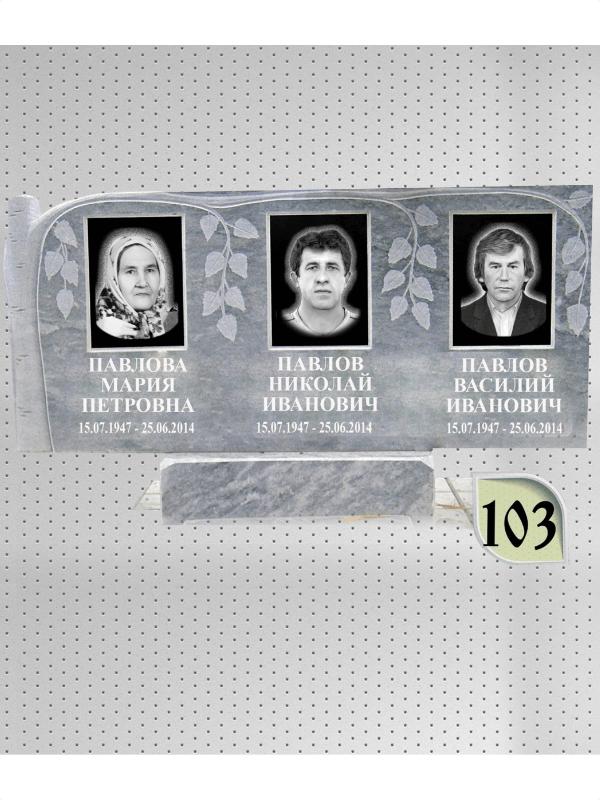 ПАВЛОВА
МАРИЯ
ПЕТРОВНА
15.07.1947 - 25.06.2014
ПАВЛОВ
НИКОЛАЙ
ИВАНОВИЧ
15.07.1947 - 25.06.2014
ПАВЛОВ
ВАСИЛИЙ
ИВАНОВИЧ
15.07.1947 - 25.06.2014
103